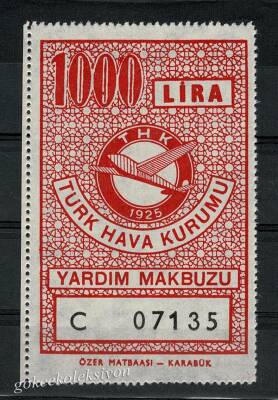 1000 LİRA
THK
1925
TÜRK HAVA KURUMU
YARDIM MAKBUZU
C 07135
ÖZER MATBAASI — KARABÜK
gökcekoleksiyon